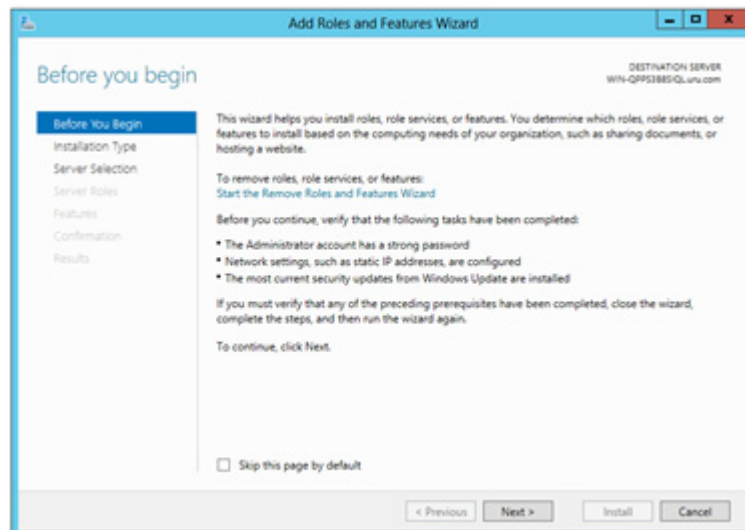 Add Roles and Features Wizard
Before you begin
DESTINATION SERVER
Before You Begin
Installation Type
Server Selection
Server Roles
Features
Confirmation
Results
This wizard helps you install roles, role services, or features. You determine which roles, role services, or
features to install based on the computing needs of your organization, such as sharing documents, or
hosting a website.
To remove roles, role services, or features:
Start the Remove Roles and Features Wizard
Before you continue, verify that the following tasks have been completed:
• The Administrator account has a strong password
• Network settings, such as static IP addresses, are configured
• The most current security updates from Windows Update are installed
If you must verify that any of the preceding prerequisites have been completed, close the wizard,
complete the steps, and then run the wizard again.
To continue, click Next.
Skip this page by default
< Previous
Next >
Install
Cancel